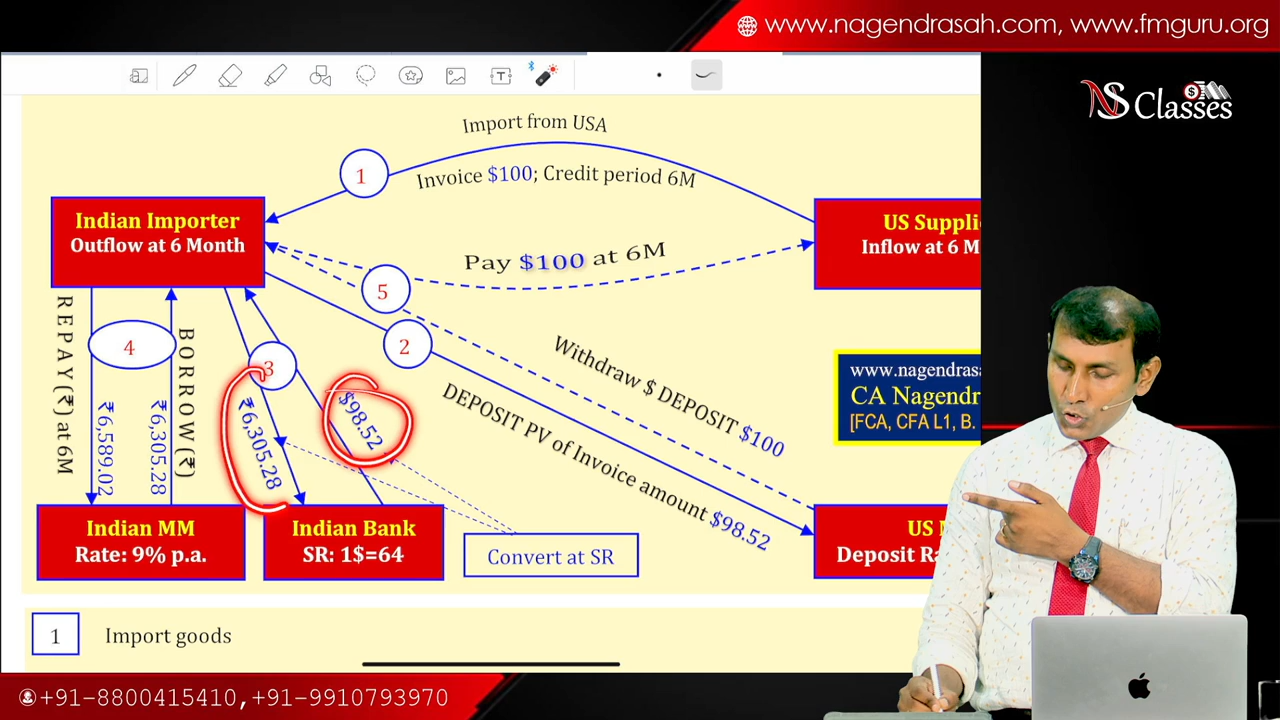 www.nagendrasah.com, www.fmguru.org
NS Classes
Import from USA
1
Invoice $100; Credit period 6M
Indian Importer
Outflow at 6 Month
US
Inflow at 6
Pay $100 at 6M
5
2
4
3
REPAY(₹) at 6M
₹6,589.02
₹6,305.28
BORROW(₹)
₹6,305.28
$98.52
Withdraw $ DEPOSIT $100
DEPOSIT PV of Invoice amount $98.52
CA
[FCA, CFA L1, B.
Indian MM
Rate: 9% p.a.
Indian Bank
SR: 1$=64
Convert at SR
US
Deposit
1 Import goods
+91-8800415410,+91-9910793970